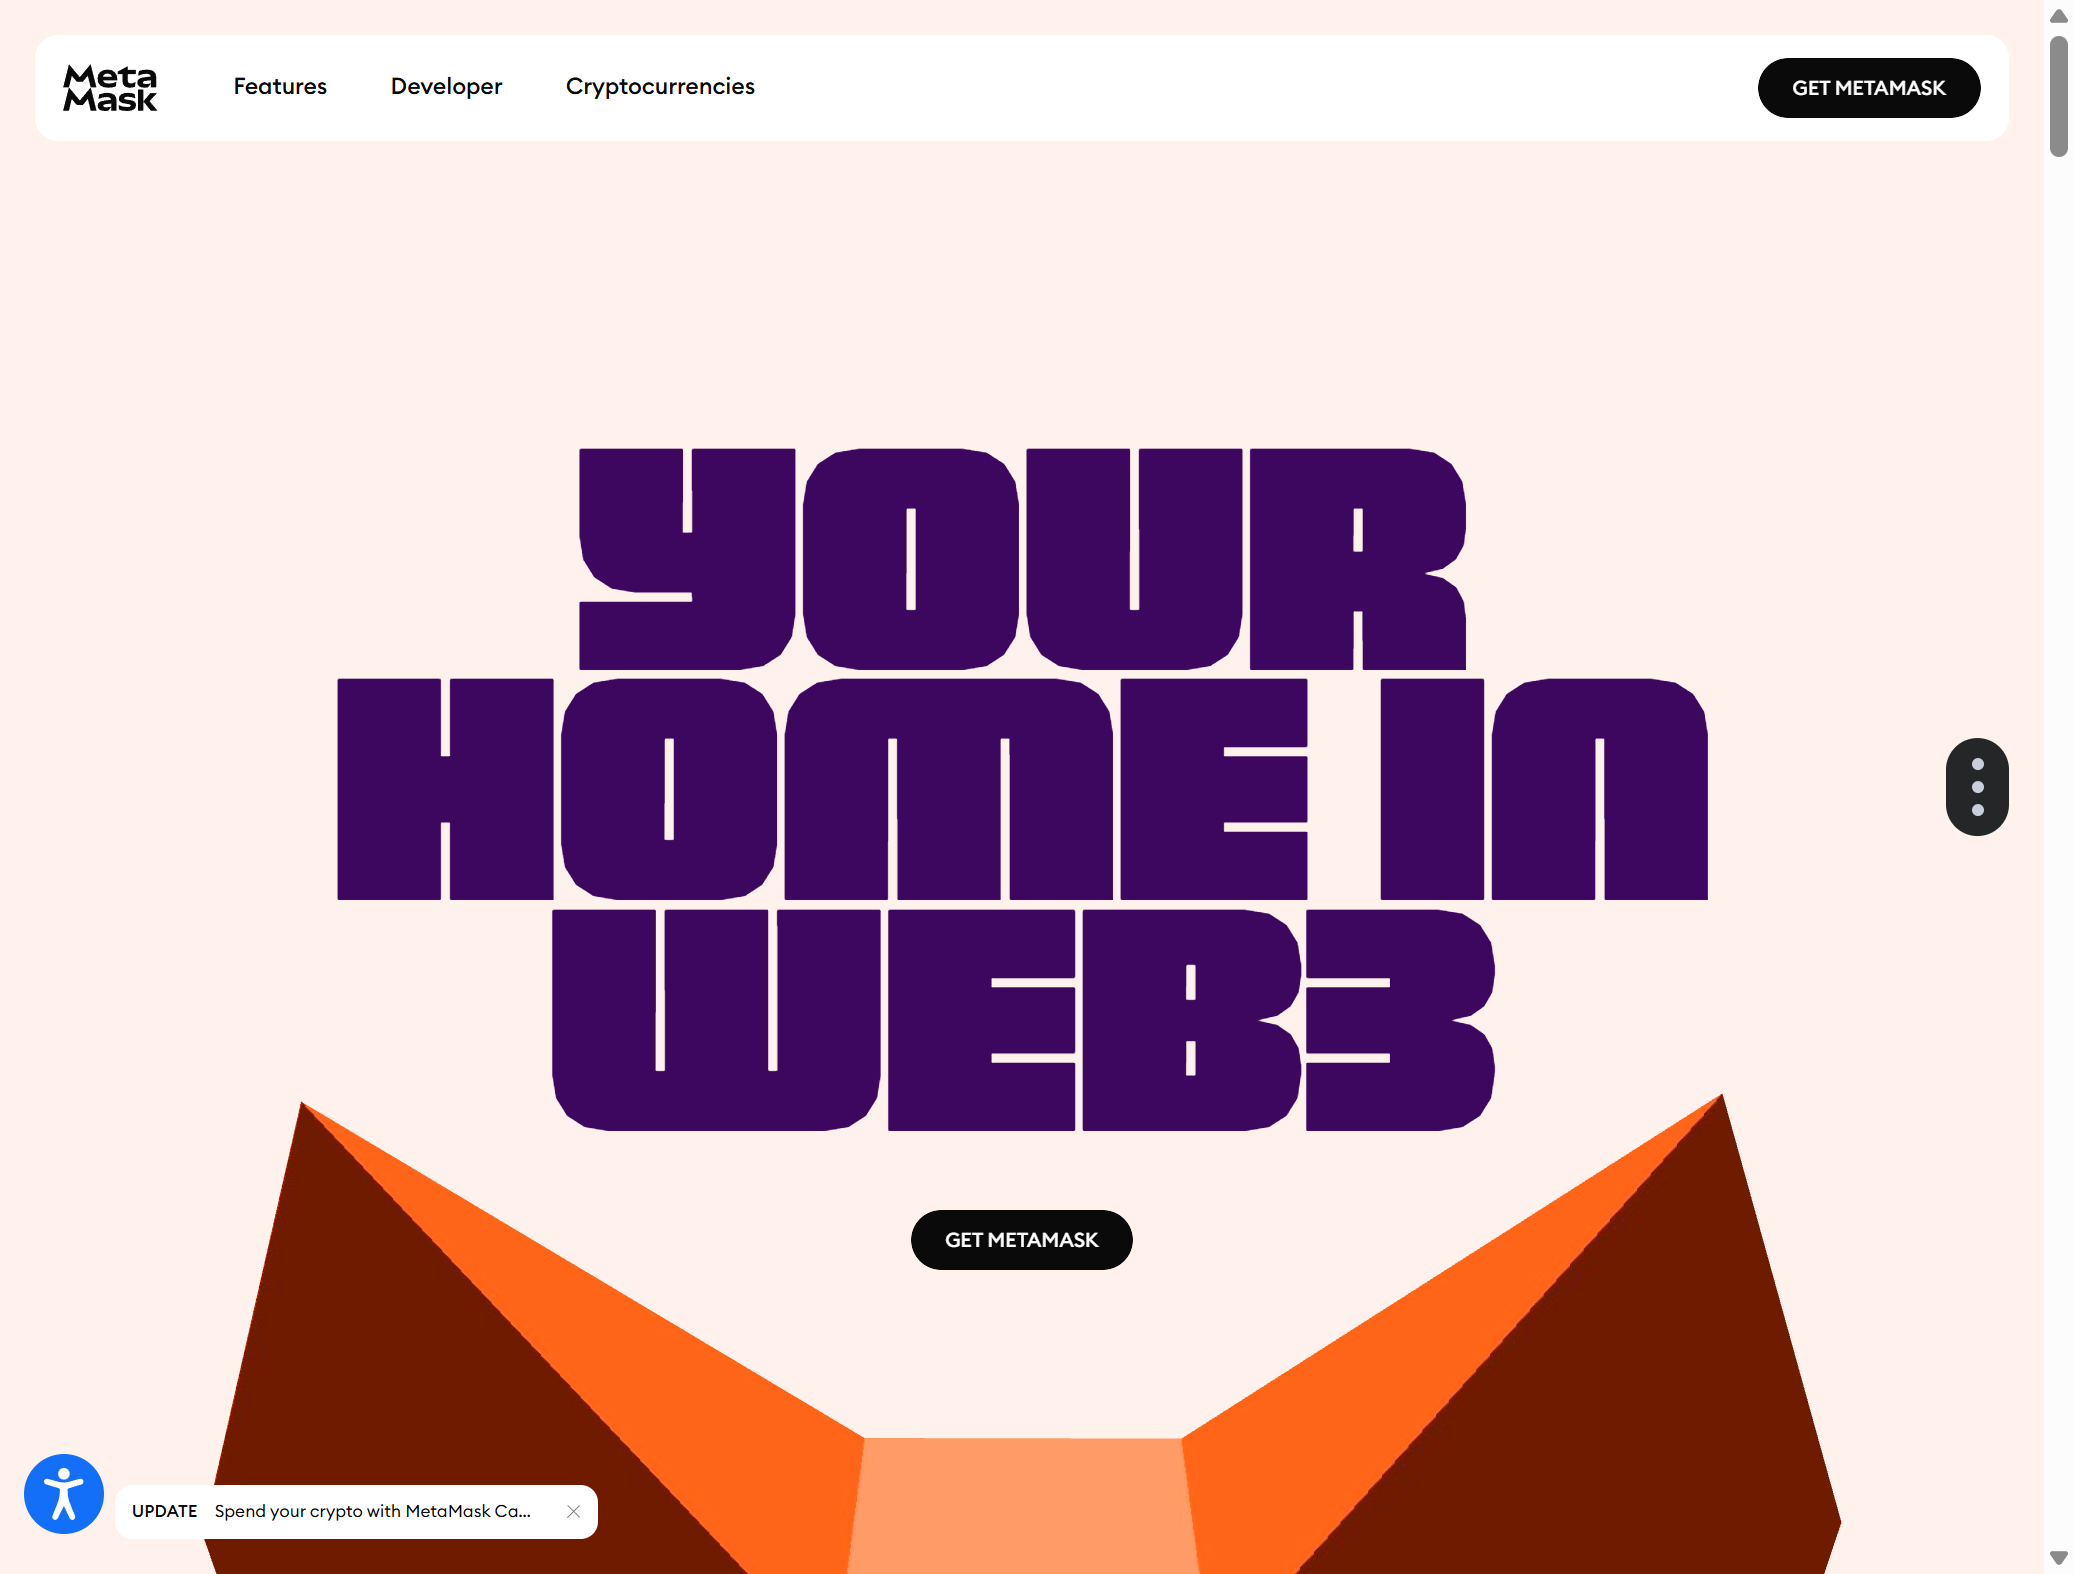 Meta
Mask
Features
Developer
Cryptocurrencies
GET METAMASK
YOUR
HOME IN
WEB3
GET METAMASK
UPDATE Spend your crypto with MetaMask Ca...